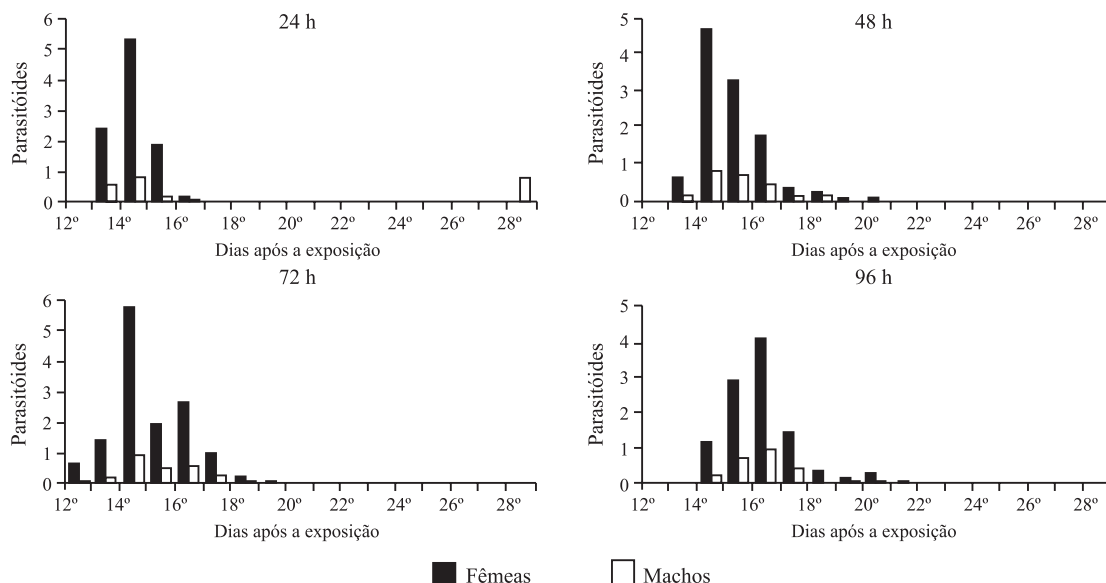 24 h
Parasitóides
6
5
4
3
2
1
0
12º 14º 16º 18º 20º 22º 24º 26º 28º
Dias após a exposição
48 h
Parasitóides
5
4
3
2
1
0
12º 14º 16º 18º 20º 22º 24º 26º 28º
Dias após a exposição
72 h
Parasitóides
6
5
4
3
2
1
0
12º 14º 16º 18º 20º 22º 24º 26º 28º
Dias após a exposição
96 h
Parasitóides
5
4
3
2
1
0
12º 14º 16º 18º 20º 22º 24º 26º 28º
Dias após a exposição
Fêmeas Machos